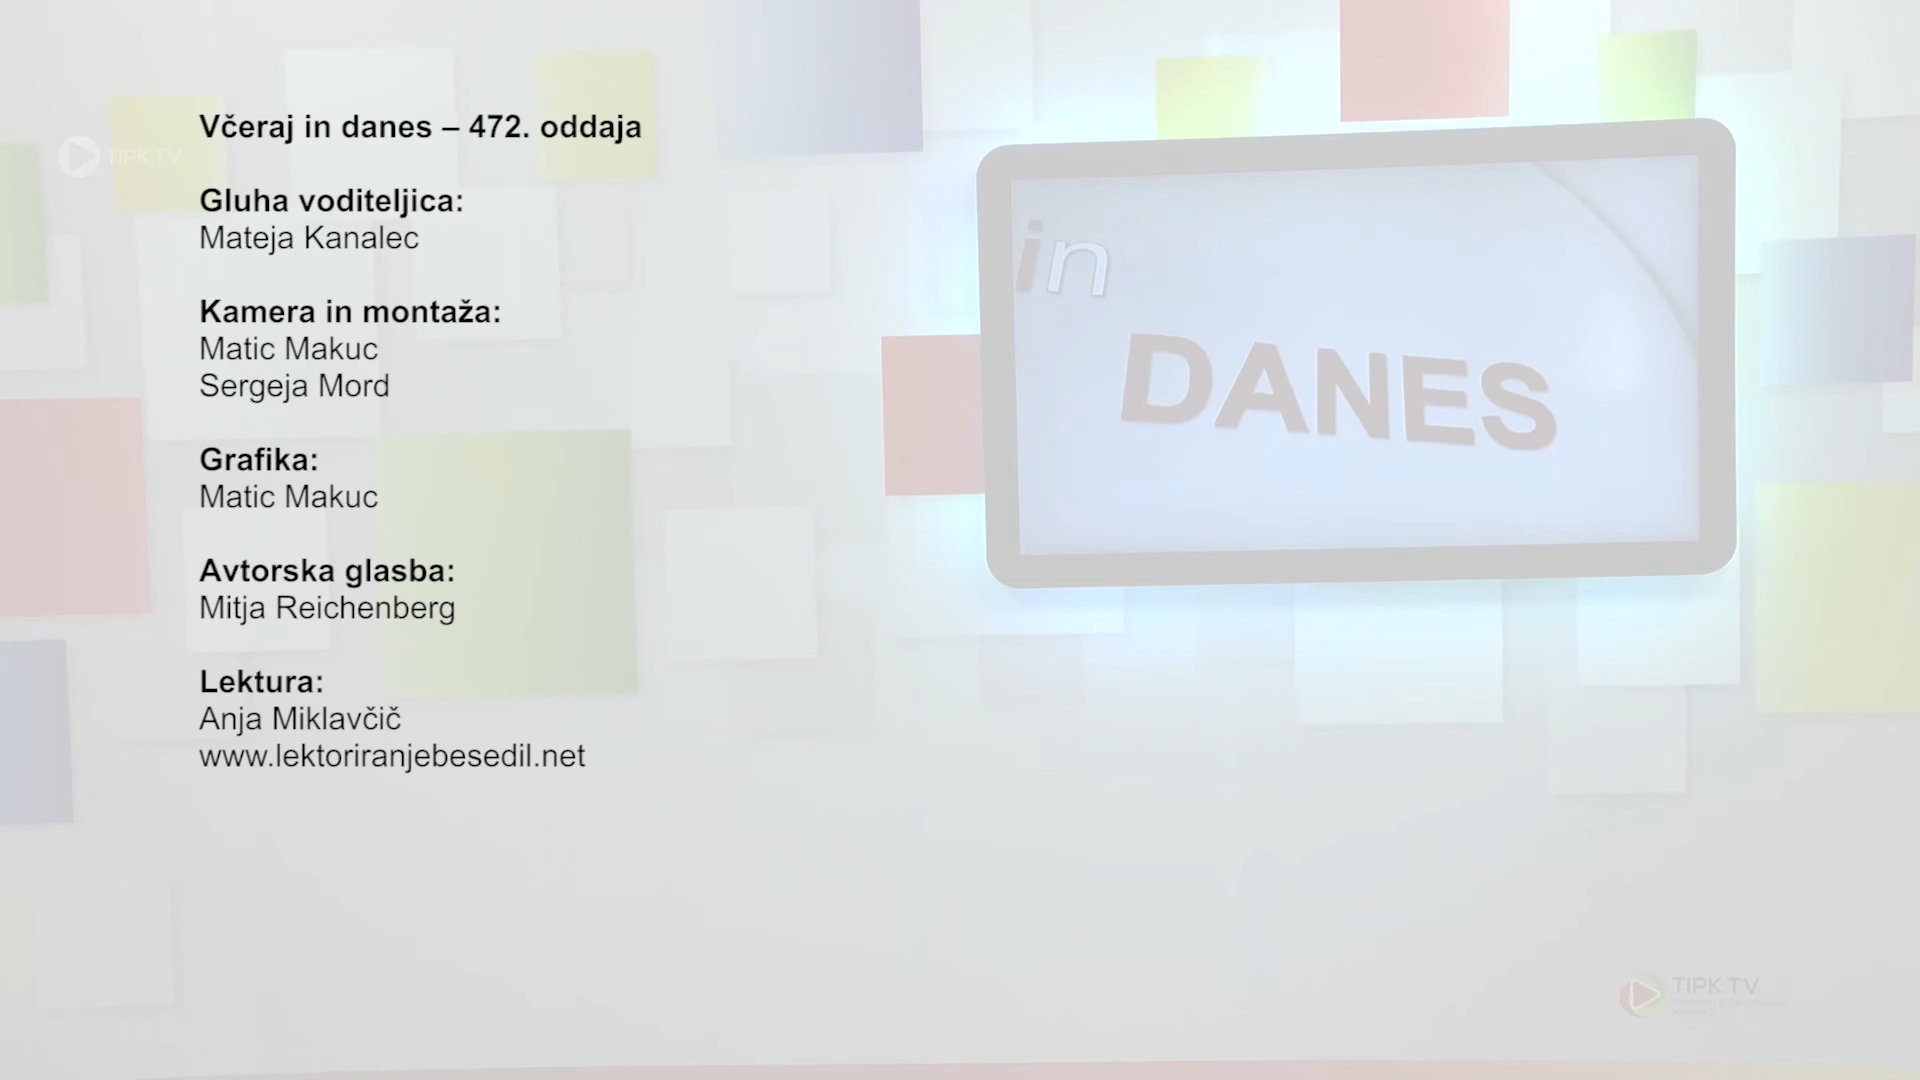 Včeraj in danes – 472. oddaja
Gluha voditeljica:
Mateja Kanalec
Kamera in montaža:
Matic Makuc
Sergeja Mord
Grafika:
Matic Makuc
Avtorska glasba:
Mitja Reichenberg
Lektura:
Anja Miklavčič
www.lektoriranjebesedil.net
TIPK TV
in
DANES
TIPK TV